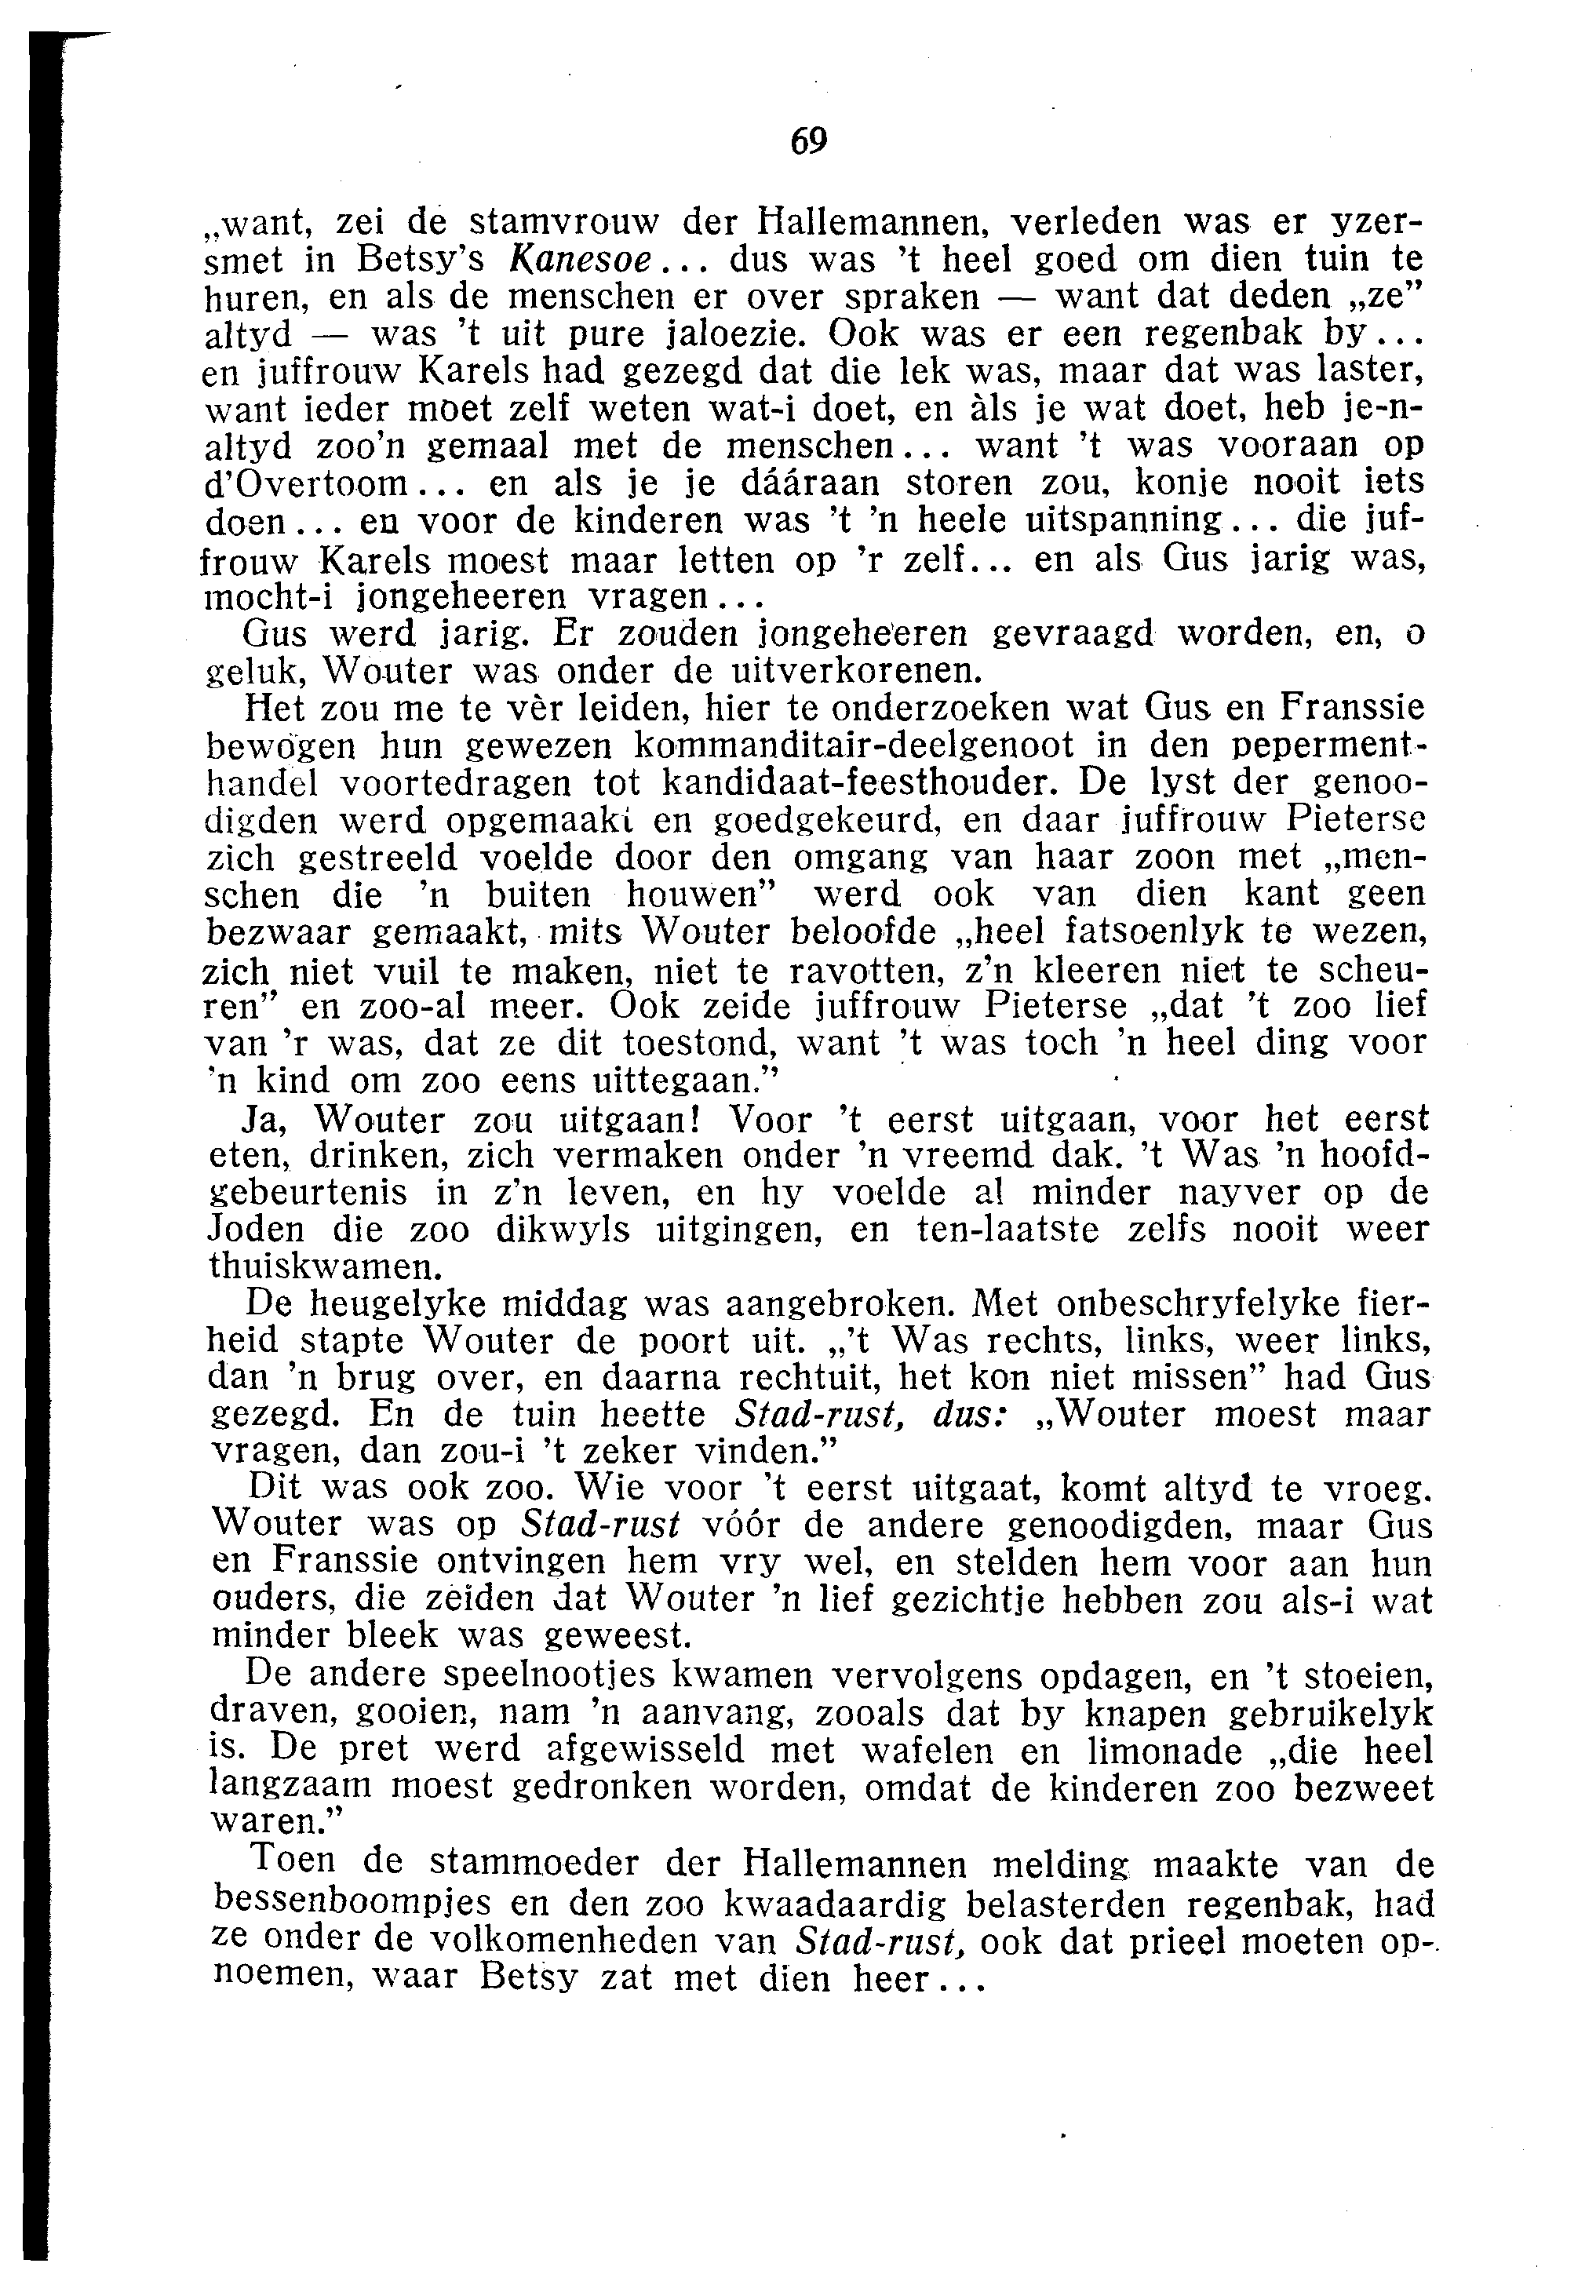 69
„want, zei de stamvrouw der Hallemannen, verleden was er yzer-
smet in Betsy’s Kanesoe... dus was ’t heel goed om dien tuin te
huren, en als de menschen er over spraken — want dat deden „ze”
altyd — was ’t uit pure jaloezie. Ook was er een regenbak by...
en juffrouw Karels had gezegd dat die lek was, maar dat was laster,
want ieder moet zelf weten wat-i doet, en àls je wat doet, heb je-n-
altyd zoo’n gemaal met de menschen... want ’t was vooraan op
d’Overtoom... en als je je dááraan storen zou, konje nooit iets
doen... en voor de kinderen was ’t ’n heele uitspanning... die juf-
frouw Karels moest maar letten op ’r zelf... en als Gus jarig was,
mocht-i jongeheeren vragen...
Gus werd jarig. Er zouden jongeheeren gevraagd worden, en, o
geluk, Wouter was onder de uitverkorenen.
Het zou me te vèr leiden, hier te onderzoeken wat Gus en Franssie
bewogen hun gewezen kommanditair-deelgenoot in den peperment-
handel voortedragen tot kandidaat-feesthouder. De lyst der genoo-
digden werd opgemaakt en goedgekeurd, en daar juffrouw Pieterse
zich gestreeld voelde door den omgang van haar zoon met „men-
schen die ’n buiten houwen” werd ook van dien kant geen
bezwaar gemaakt, mits Wouter beloofde „heel fatsoenlyk te wezen,
zich niet vuil te maken, niet te ravotten, z’n kleeren niet te scheu-
ren” en zoo-al meer. Ook zeide juffrouw Pieterse „dat ’t zoo lief
van ’r was, dat ze dit toestond, want ’t was toch ’n heel ding voor
’n kind om zoo eens uittegaan.”
Ja, Wouter zou uitgaan! Voor ’t eerst uitgaan, voor het eerst
eten, drinken, zich vermaken onder ’n vreemd dak. ’t Was ’n hoofd-
gebeurtenis in z’n leven, en hy voelde al minder nayver op de
Joden die zoo dikwyls uitgingen, en ten-laatste zelfs nooit weer
thuiskwamen.
De heugelyke middag was aangebroken. Met onbeschryfelyke fier-
heid stapte Wouter de poort uit. „’t Was rechts, links, weer links,
dan ’n brug over, en daarna rechtuit, het kon niet missen” had Gus
gezegd. En de tuin heette Stad-rust, dus: „Wouter moest maar
vragen, dan zou-i ’t zeker vinden.”
Dit was ook zoo. Wie voor ’t eerst uitgaat, komt altyd te vroeg.
Wouter was op Stad-rust vóór de andere genoodigden, maar Gus
en Franssie ontvingen hem vry wel, en stelden hem voor aan hun
ouders, die zeiden dat Wouter ’n lief gezichtje hebben zou als-i wat
minder bleek was geweest.
De andere speelnootjes kwamen vervolgens opdagen, en ’t stoeien,
draven, gooien, nam ’n aanvang, zooals dat by knapen gebruikelyk
is. De pret werd afgewisseld met wafelen en limonade „die heel
langzaam moest gedronken worden, omdat de kinderen zoo bezweet
waren.”
Toen de stammoeder der Hallemannen melding maakte van de
bessenboompjes en den zoo kwaadaardig belasterden regenbak, had
ze onder de volkomenheden van Stad-rust, ook dat prieel moeten op-
noemen, waar Betsy zat met dien heer...